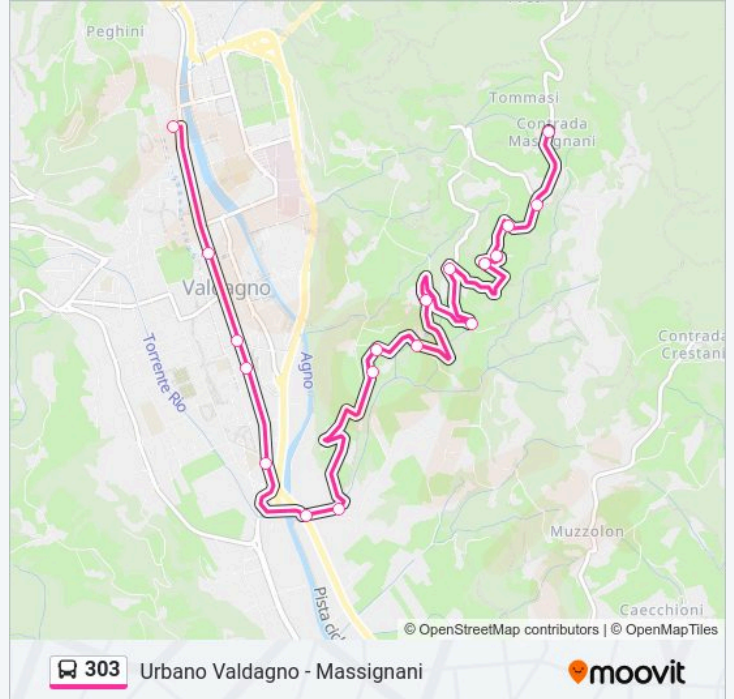 Peghini
Tommasi
Contrada
Massignani
Valdagno
Torrente Rio
Agno
Contrada
Crestani
Muzzolon
Pista cicl
Caecchioni
© OpenStreetMap contributors | © OpenMapTiles
303 Urbano Valdagno - Massignani
moovit